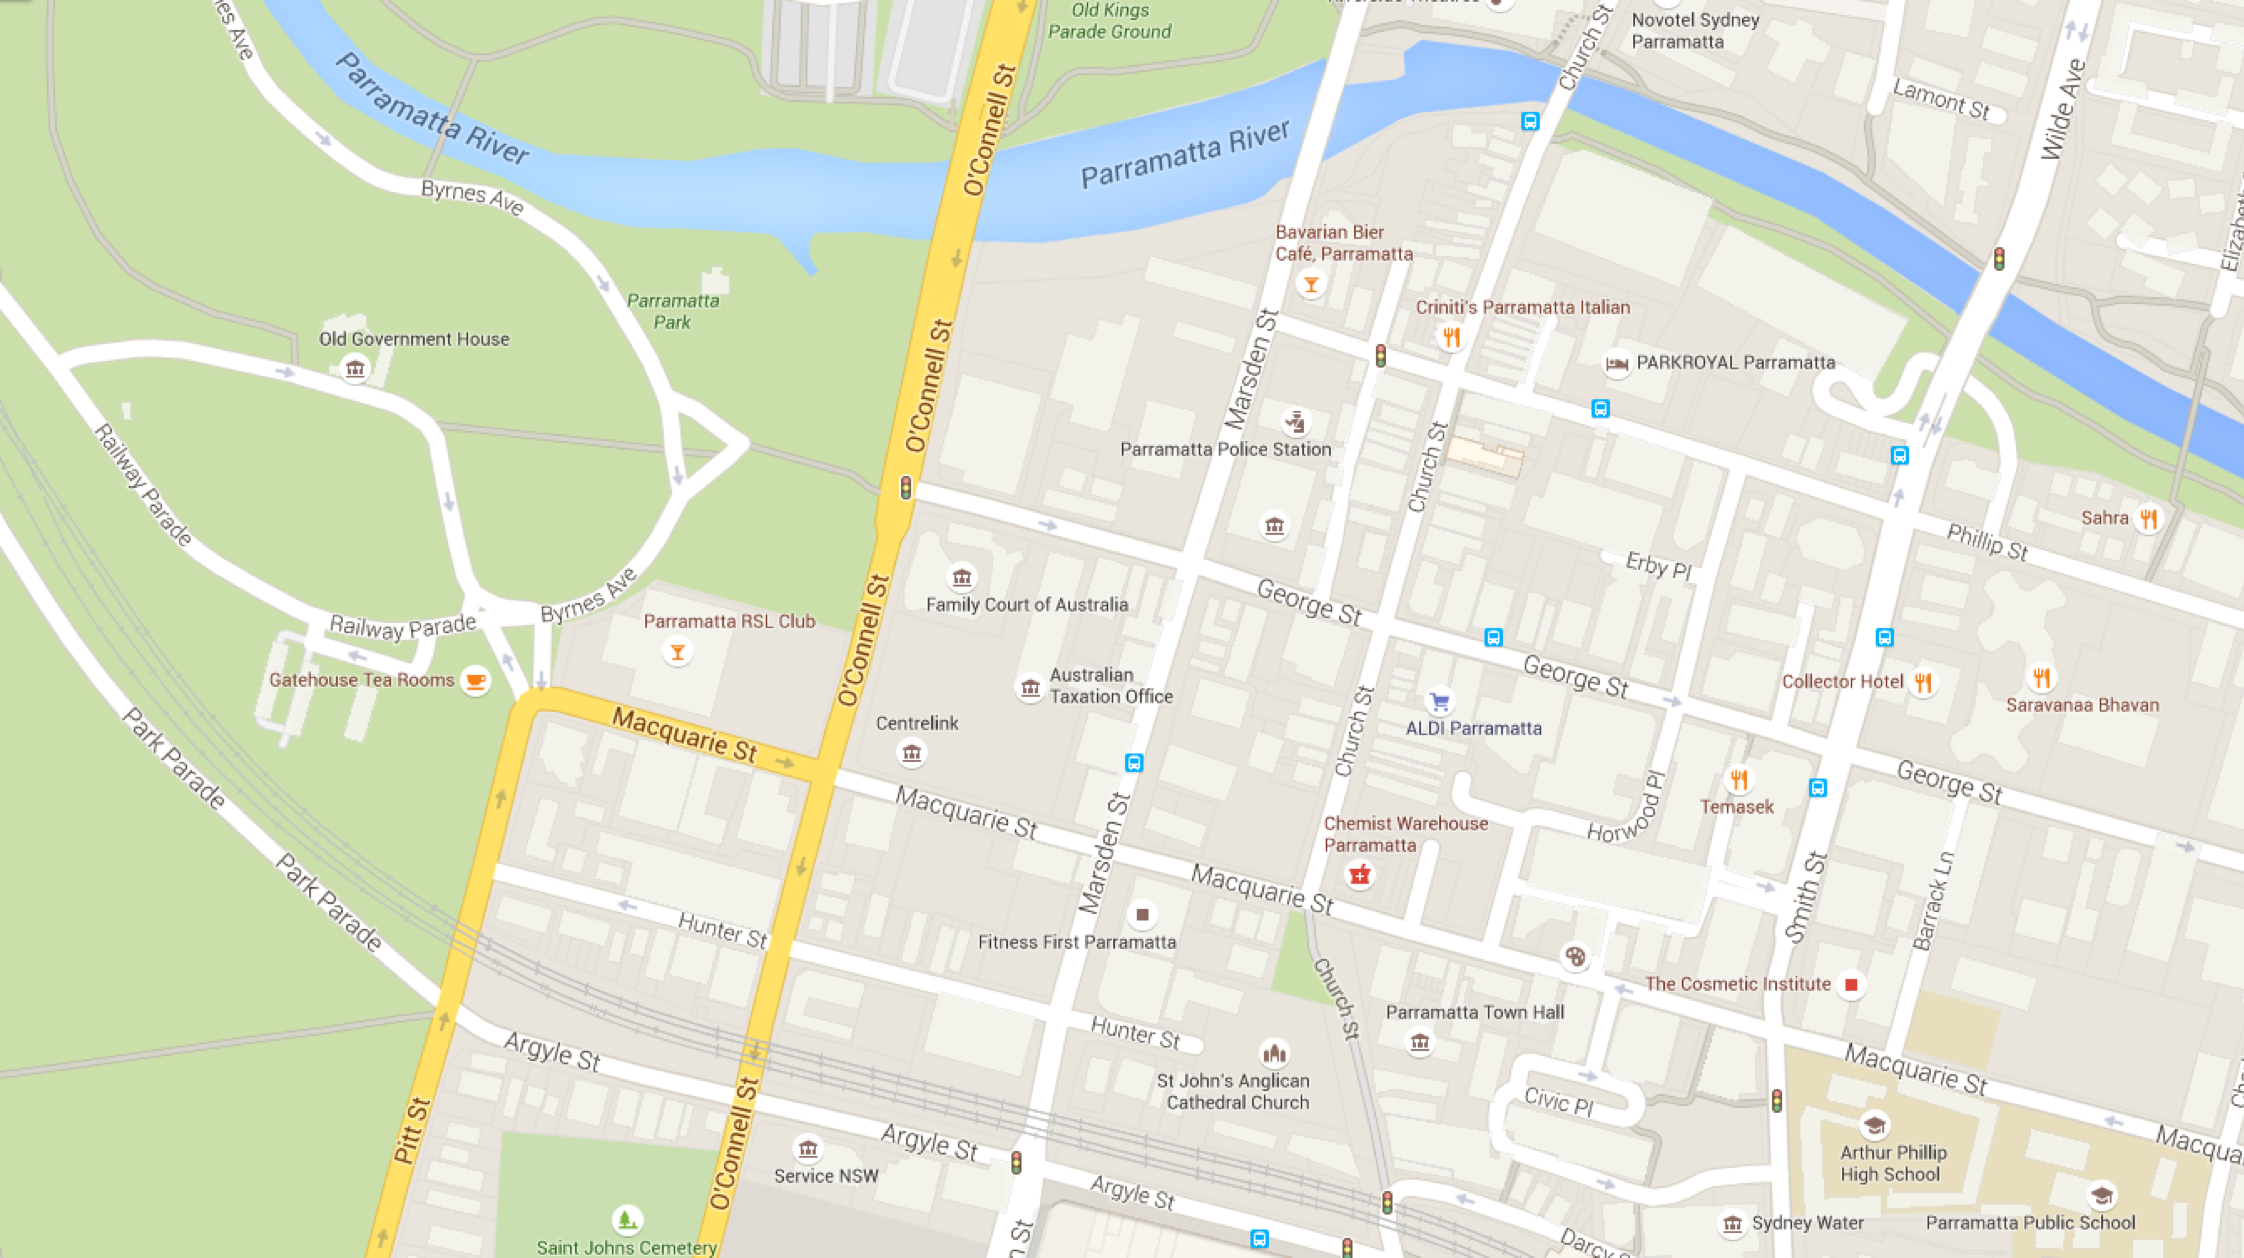 Old Kings
Parade Ground
Novotel Sydney
Parramatta
Church St
Byrnes Ave
Parramatta River
O'Connell St
Parramatta River
Lamont St
Wilde Ave
Byrnes Ave
Bavarian Bier
Café, Parramatta
Parramatta
Park
Criniti's Parramatta Italian
Old Government House
O'Connell St
Marsden St
PARKROYAL Parramatta
Railway Parade
Parramatta Police Station
Church St
Sahra
Phillip St
Erby Pl
Family Court of Australia
George St
Byrnes Ave
Railway Parade
Parramatta RSL Club
O'Connell St
Gatehouse Tea Rooms
Australian
Taxation Office
George St
Collector Hotel
Saravanaa Bhavan
Macquarie St
Centrelink
Church St
ALDI Parramatta
Park Parade
George St
Macquarie St
Marsden St
Horwood Pl
Temasek
Chemist Warehouse
Parramatta
Macquarie St
Smith St
Barrack Ln
Park Parade
Hunter St
Fitness First Parramatta
The Cosmetic Institute
Church St
Parramatta Town Hall
Hunter St
Argyle St
Macquarie St
St John's Anglican
Cathedral Church
Civic Pl
Pitt St
O'Connell St
Argyle St
Arthur Phillip
High School
Service NSW
Argyle St
Sydney Water
Parramatta Public School
Saint Johns Cemetery